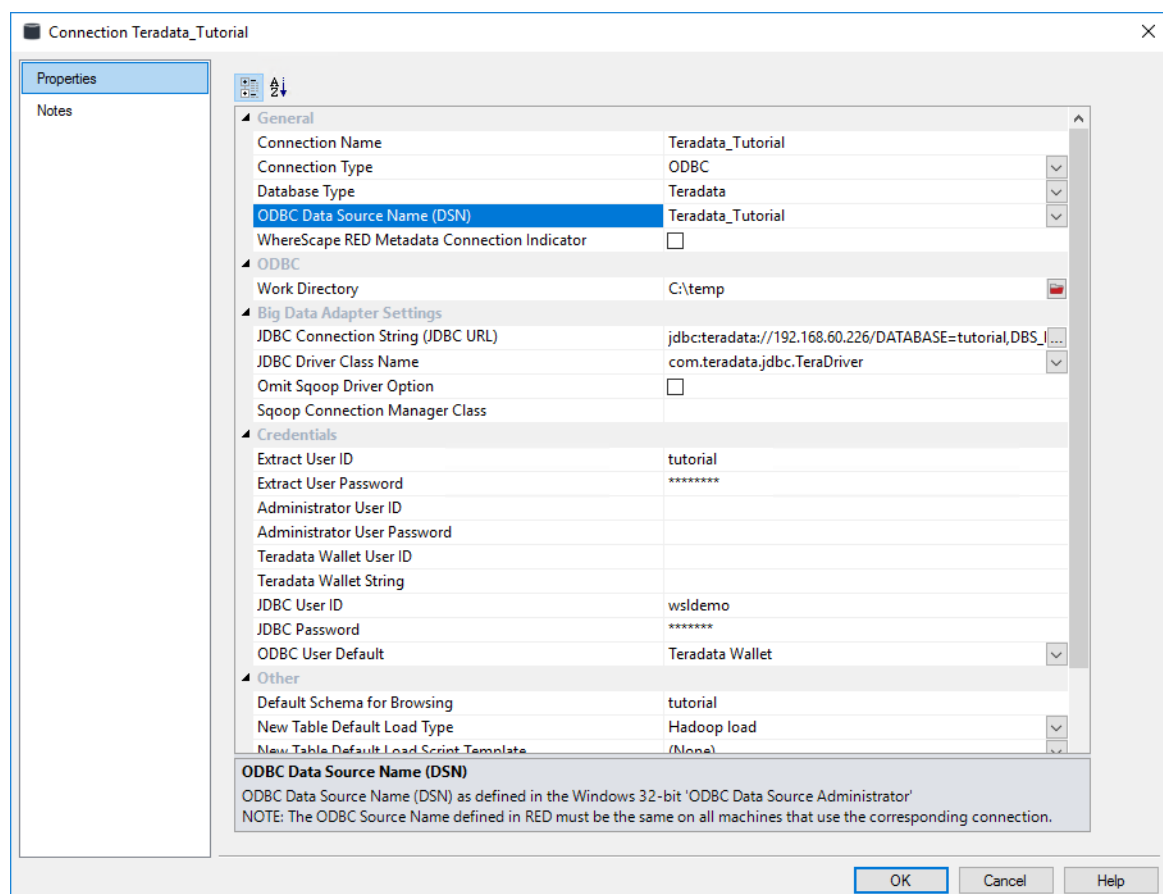 Connection Teradata_Tutorial
Properties
Notes
General
Connection Name Teradata_Tutorial
Connection Type ODBC
Database Type Teradata
ODBC Data Source Name (DSN) Teradata_Tutorial
WhereScape RED Metadata Connection Indicator
ODBC
Work Directory C:\temp
Big Data Adapter Settings
JDBC Connection String (JDBC URL) jdbc:teradata://192.168.60.226/DATABASE=tutorial,DBS_ ...
JDBC Driver Class Name com.teradata.jdbc.TeraDriver
Omit Sqoop Driver Option
Sqoop Connection Manager Class
Credentials
Extract User ID tutorial
Extract User Password ********
Administrator User ID
Administrator User Password
Teradata Wallet User ID
Teradata Wallet String
JDBC User ID wsldemo
JDBC Password *******
ODBC User Default Teradata Wallet
Other
Default Schema for Browsing tutorial
New Table Default Load Type Hadoop load
New Table Default Load Script Template (None)
ODBC Data Source Name (DSN)
ODBC Data Source Name (DSN) as defined in the Windows 32-bit 'ODBC Data Source Administrator'
NOTE: The ODBC Source Name defined in RED must be the same on all machines that use the corresponding connection.
OK Cancel Help